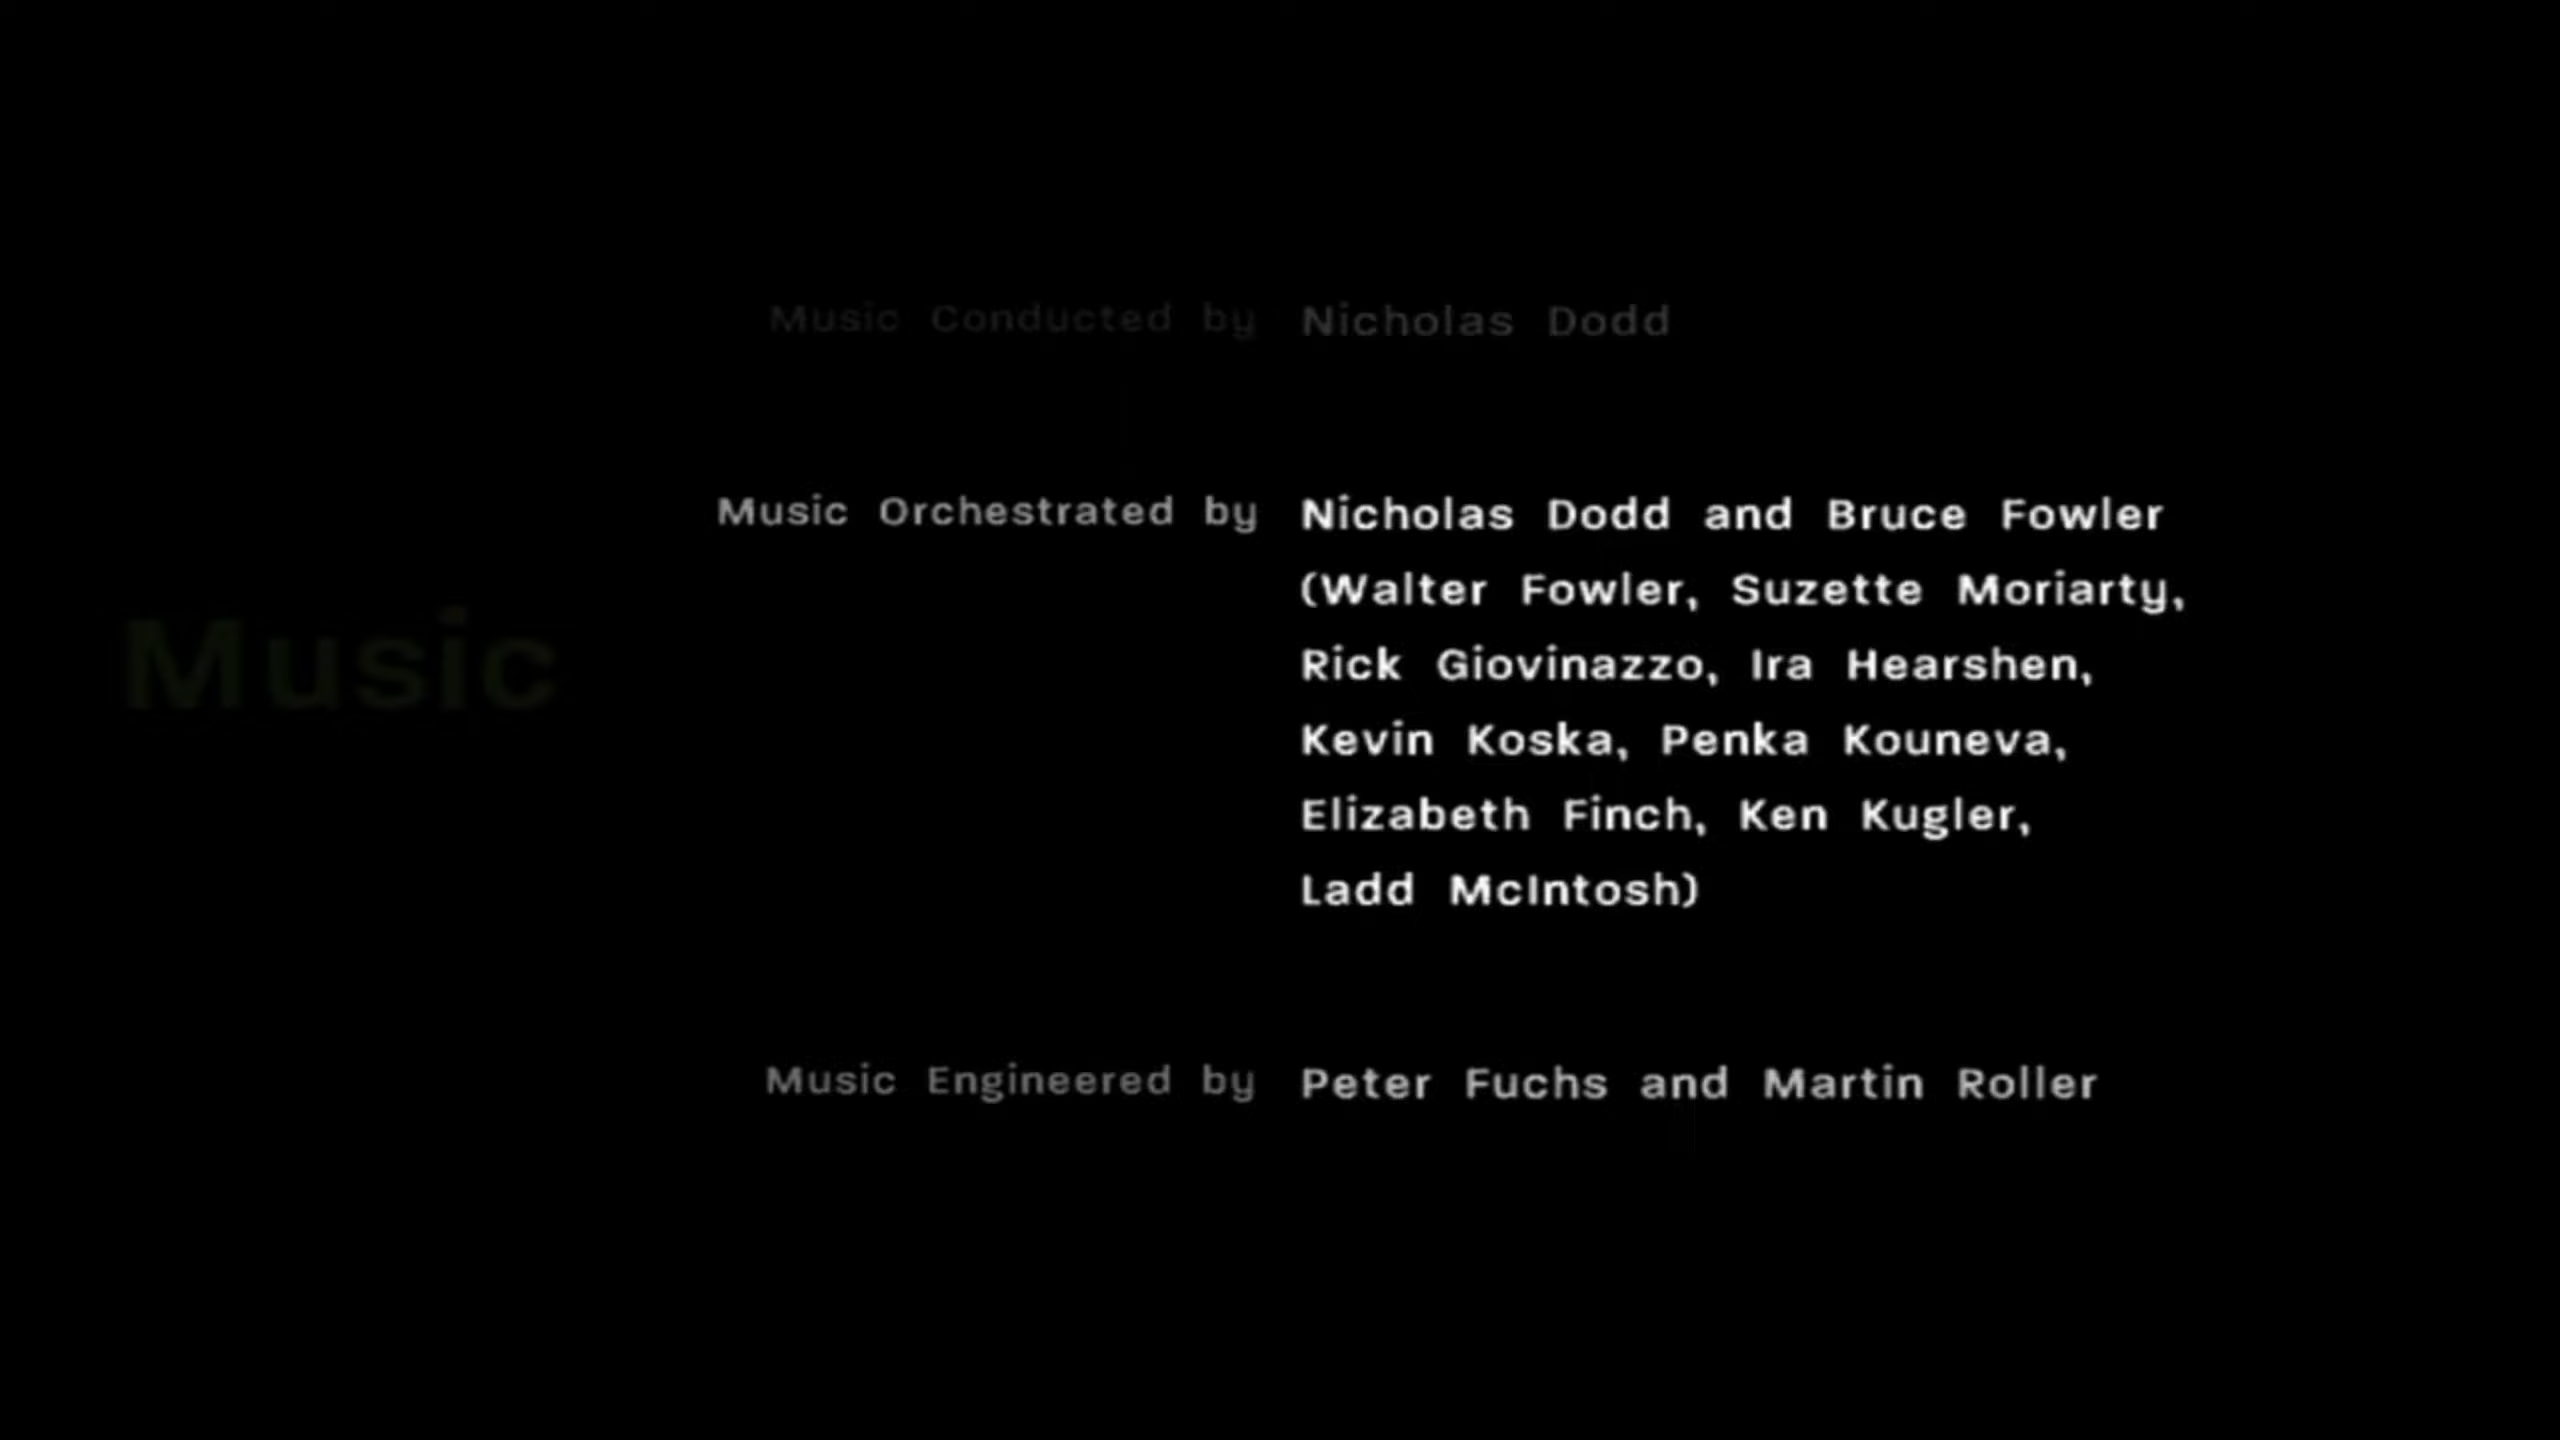 Music Conducted by Nicholas Dodd
Music Orchestrated by Nicholas Dodd and Bruce Fowler
(Walter Fowler, Suzette Moriarty,
Rick Giovinazzo, Ira Hearshen,
Music
Kevin Koska, Penka Kouneva,
Elizabeth Finch, Ken Kugler,
Ladd McIntosh)
Music Engineered by Peter Fuchs and Martin Roller